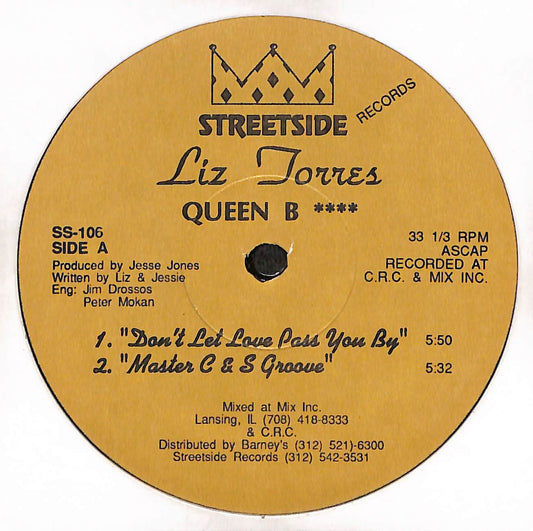 STREETSIDE
RECORDS
Liz Torres
QUEEN B ****
SS-106
SIDE A
Produced by Jesse Jones
Written by Liz & Jessie
Eng: Jim Drossos
Peter Mokan
33 1/3 RPM
ASCAP
RECORDED AT
C.R.C. & MIX INC.
1. "Don't Let Love Pass You By" 5:50
2. "Master C & S Groove" 5:32
Mixed at Mix Inc.
Lansing, IL (708) 418-8333
& C.R.C.
Distributed by Barney's (312) 521)-6300
Streetside Records (312) 542-3531